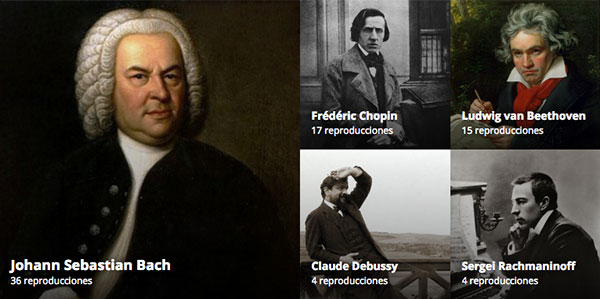 Johann Sebastian Bach
36 reproducciones
Frédéric Chopin
17 reproducciones
Ludwig van Beethoven
15 reproducciones
Claude Debussy
4 reproducciones
Sergei Rachmaninoff
4 reproducciones